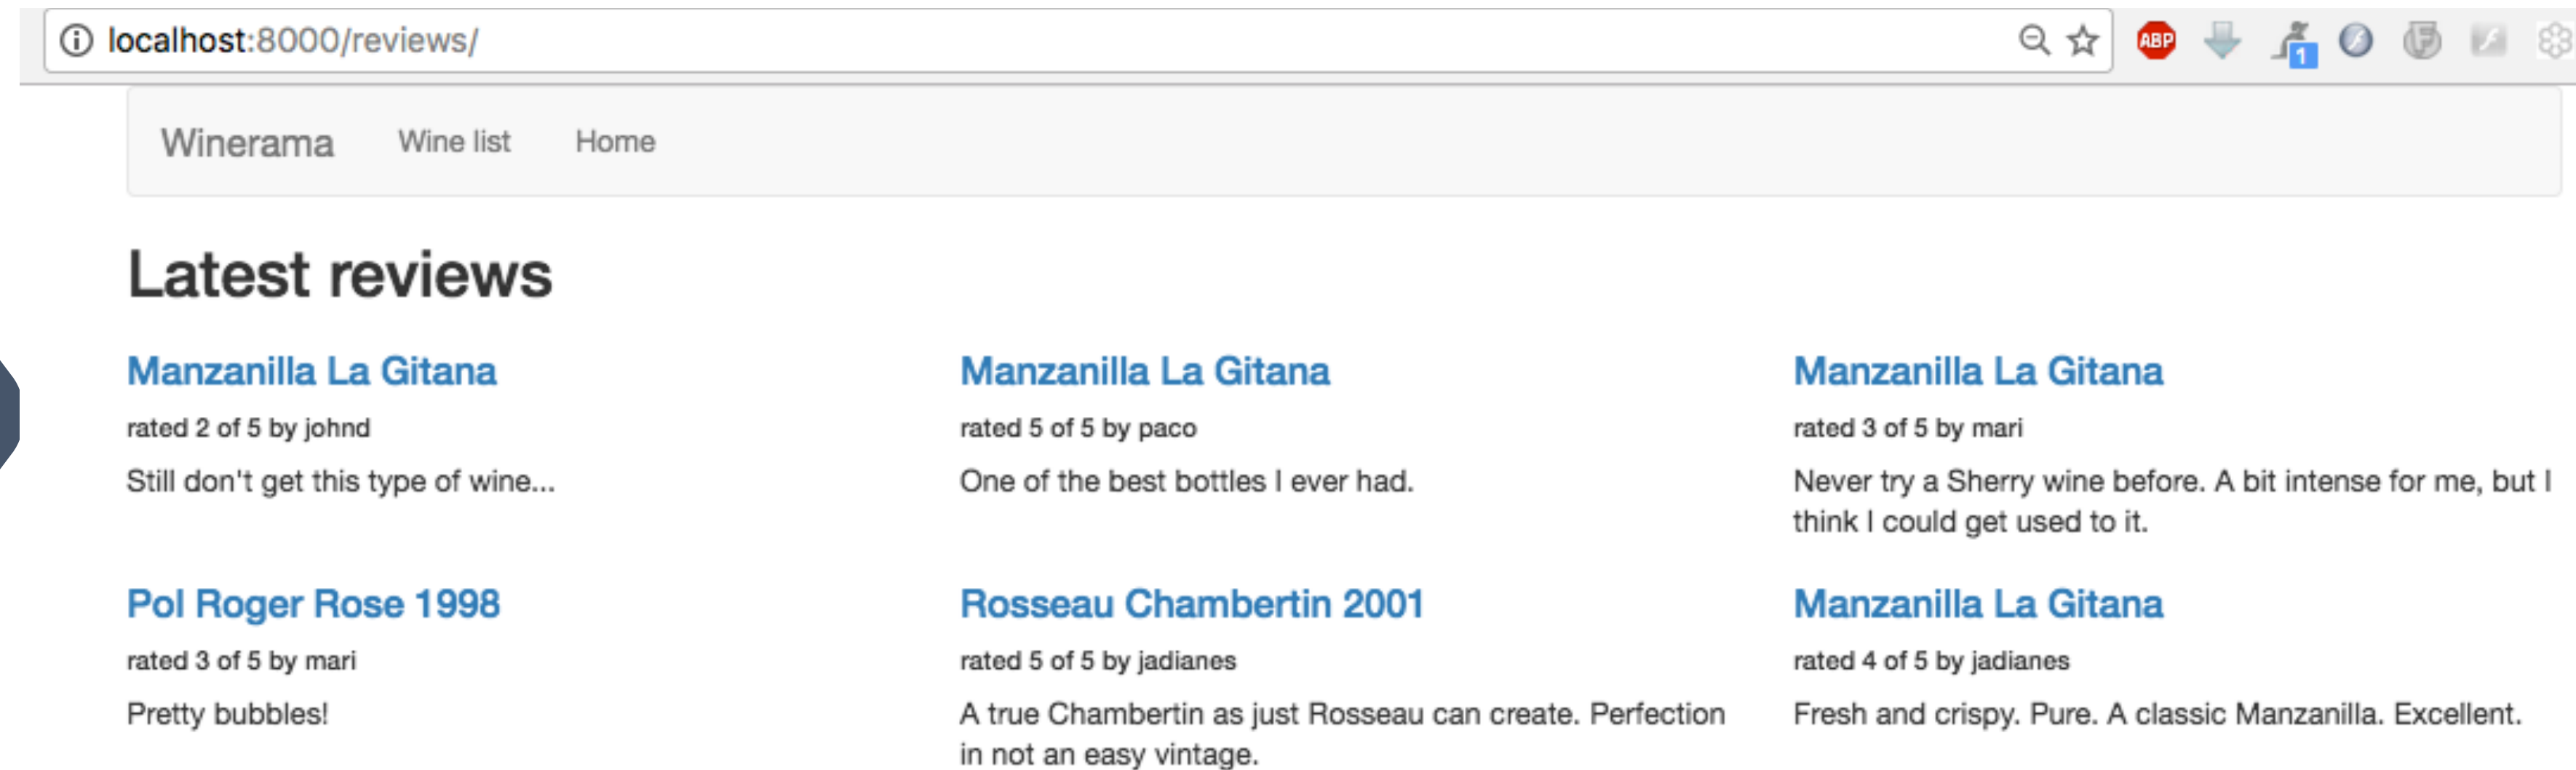 localhost:8000/reviews/
ABP
1
Winerama Wine list Home
Latest reviews
Manzanilla La Gitana
rated 2 of 5 by johnd
Still don't get this type of wine...
Manzanilla La Gitana
rated 5 of 5 by paco
One of the best bottles I ever had.
Manzanilla La Gitana
rated 3 of 5 by mari
Never try a Sherry wine before. A bit intense for me, but I
think I could get used to it.
Pol Roger Rose 1998
rated 3 of 5 by mari
Pretty bubbles!
Rosseau Chambertin 2001
rated 5 of 5 by jadianes
A true Chambertin as just Rosseau can create. Perfection
in not an easy vintage.
Manzanilla La Gitana
rated 4 of 5 by jadianes
Fresh and crispy. Pure. A classic Manzanilla. Excellent.